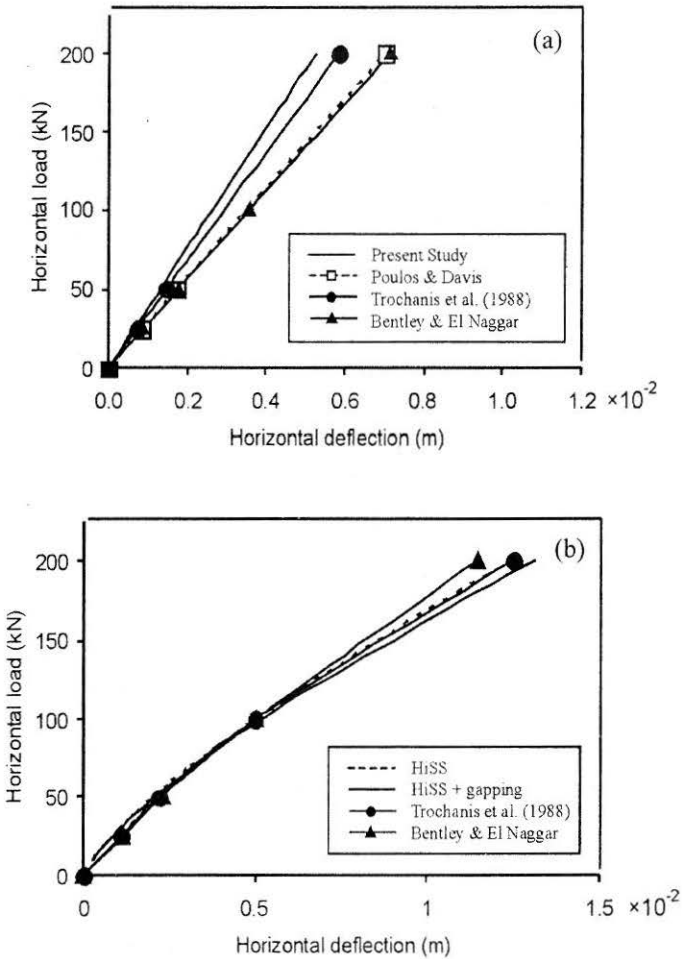 (a)
200
150
100
50
0
Horizontal load (kN)
Present Study
Poulos & Davis
Trochanis et al. (1988)
Bentley & El Naggar
0.0 0.2 0.4 0.6 0.8 1.0 1.2 ×10⁻²
Horizontal deflection (m)
(b)
200
150
100
50
0
Horizontal load (kN)
HiSS
HiSS + gapping
Trochanis et al. (1988)
Bentley & El Naggar
0 0.5 1 1.5 ×10⁻²
Horizontal deflection (m)